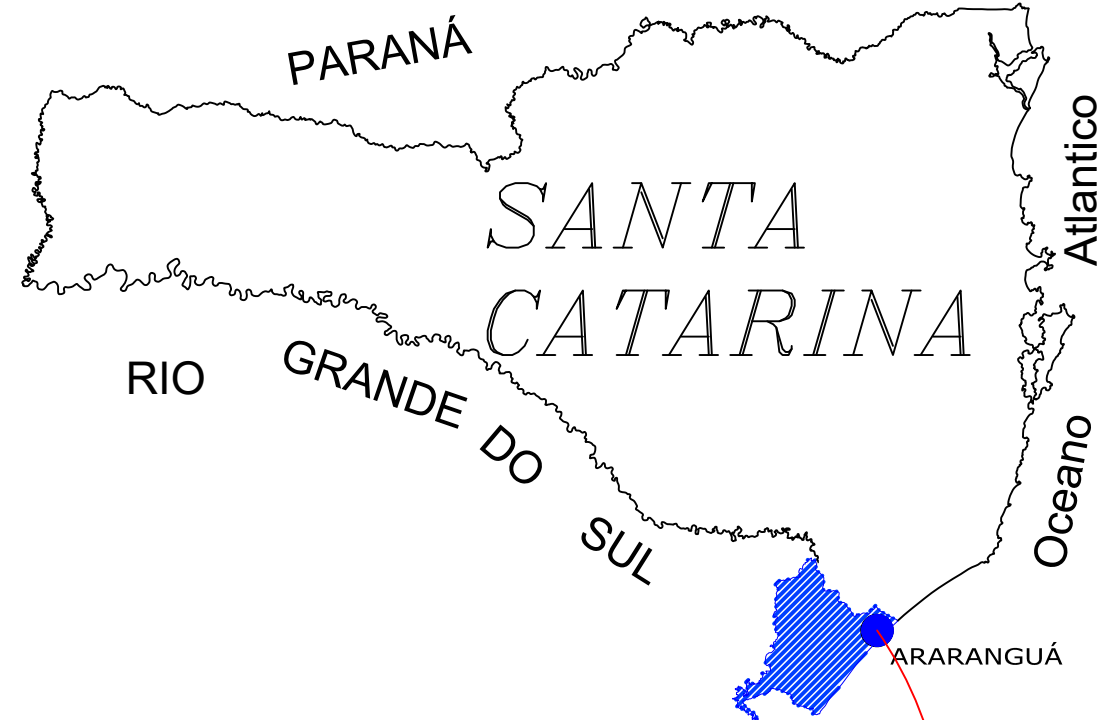 PARANÁ
Atlantico
SANTA
CATARINA
RIO
GRANDE DO
SUL
Oceano
ARARANGUÁ